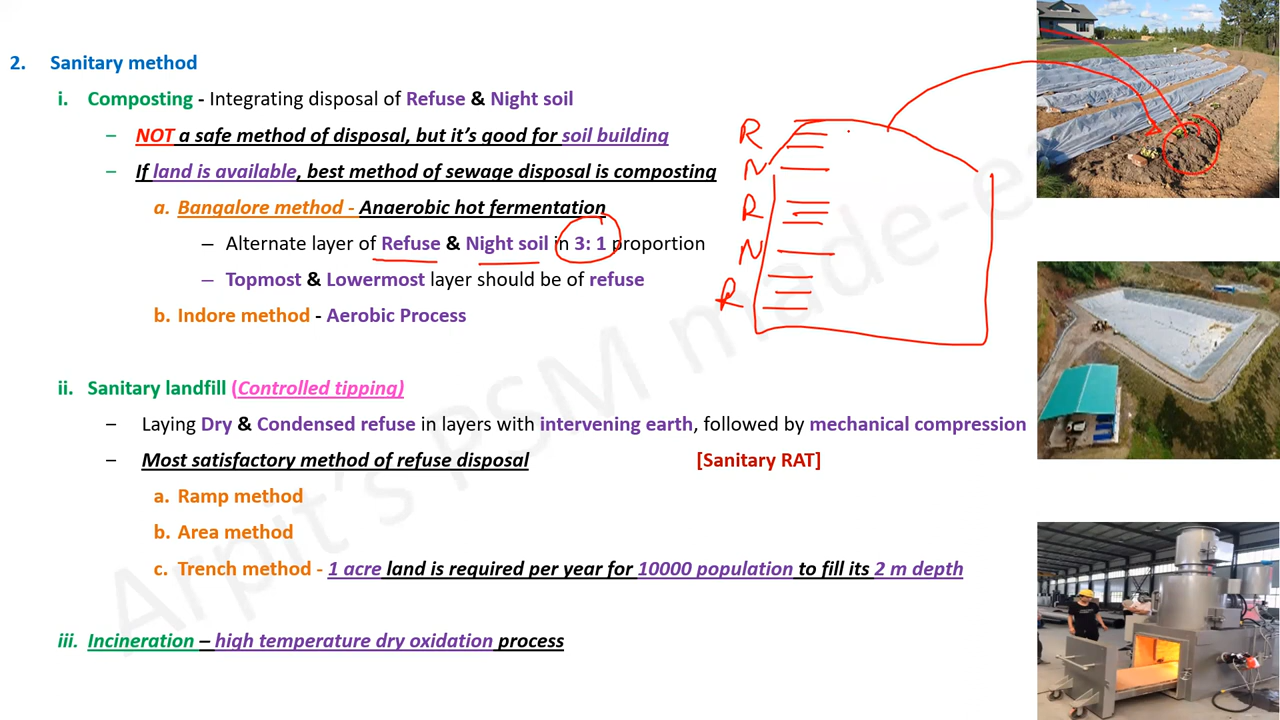 2. Sanitary method
i. Composting - Integrating disposal of Refuse & Night soil
– NOT a safe method of disposal, but it's good for soil building
– If land is available, best method of sewage disposal is composting
a. Bangalore method - Anaerobic hot fermentation
– Alternate layer of Refuse & Night soil in 3: 1 proportion
– Topmost & Lowermost layer should be of refuse
b. Indore method - Aerobic Process
R
N
R
N
R
ii. Sanitary landfill (Controlled tipping)
– Laying Dry & Condensed refuse in layers with intervening earth, followed by mechanical compression
– Most satisfactory method of refuse disposal [Sanitary RAT]
a. Ramp method
b. Area method
c. Trench method - 1 acre land is required per year for 10000 population to fill its 2 m depth
iii. Incineration – high temperature dry oxidation process
Arpit's PSM made-ea